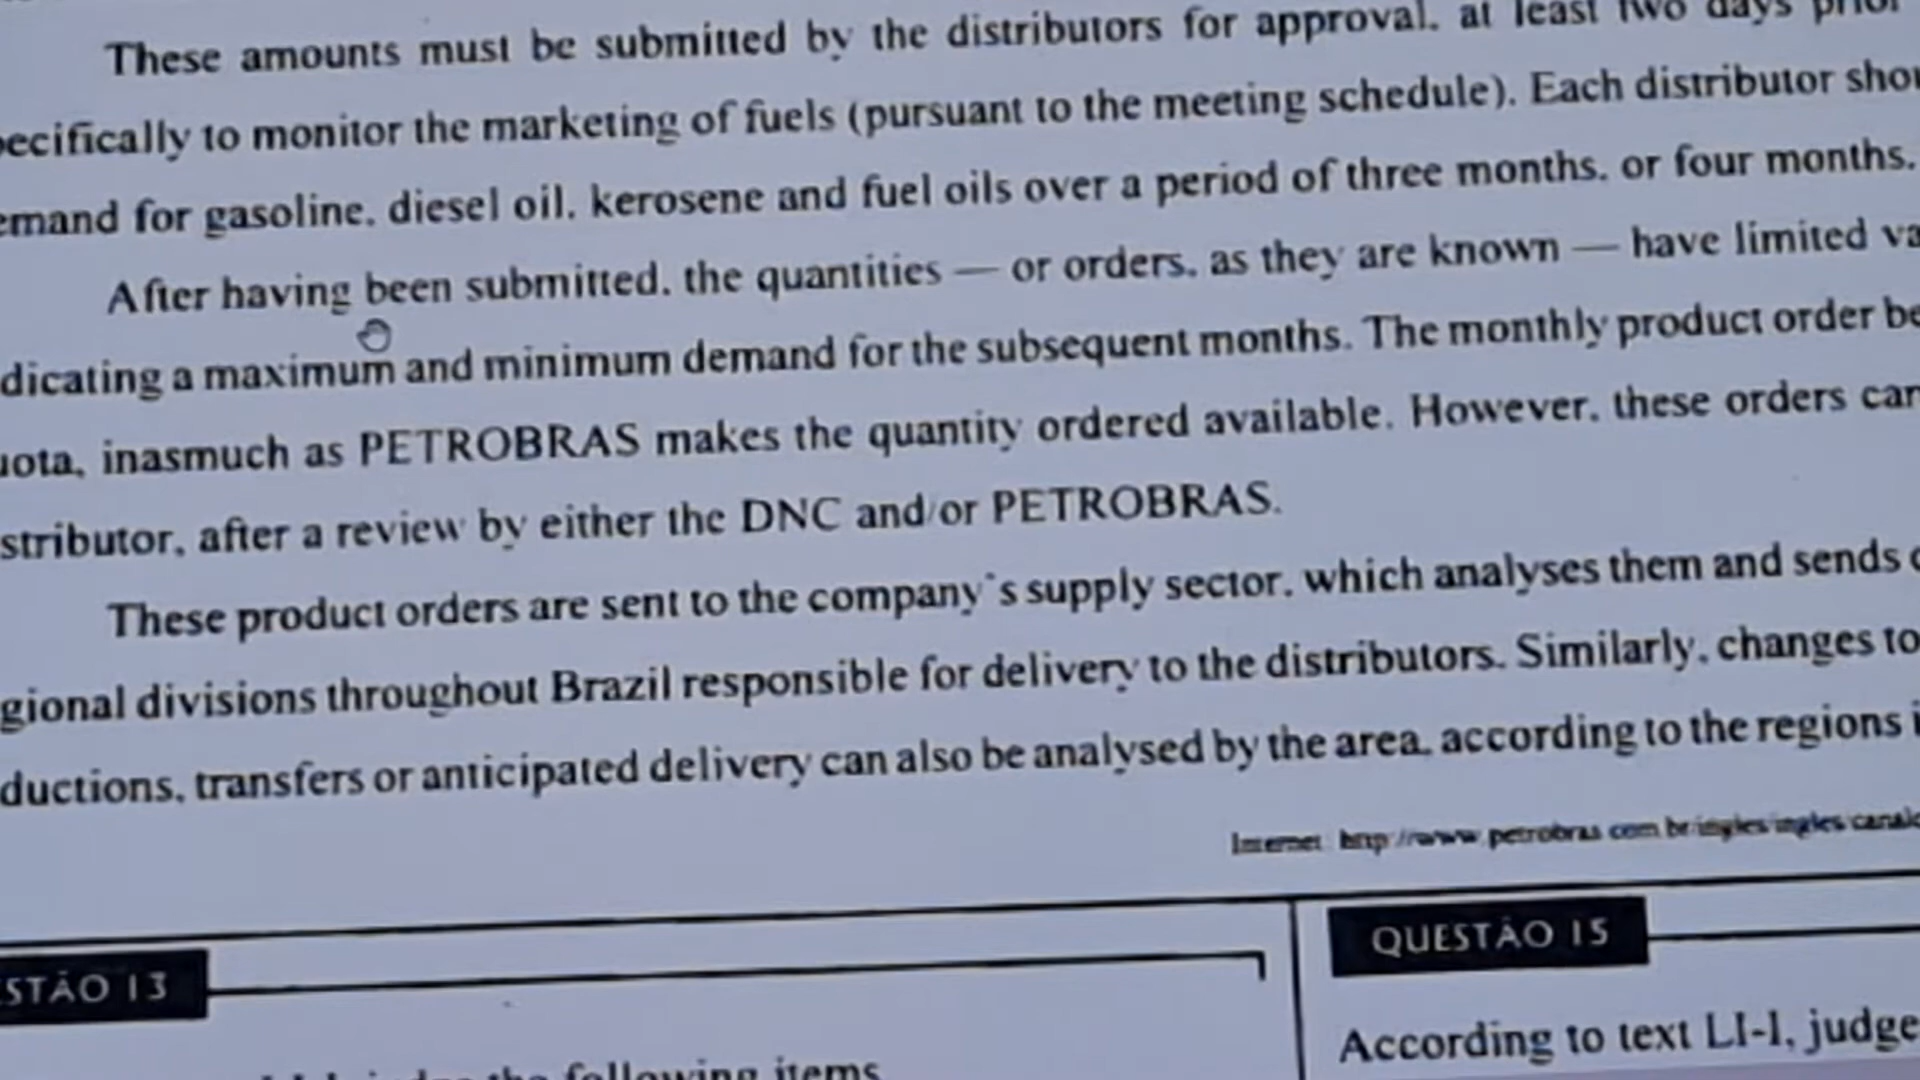 These amounts must be submitted by the distributors for approval, at least two days prior
pecifically to monitor the marketing of fuels (pursuant to the meeting schedule). Each distributor shou
emand for gasoline, diesel oil, kerosene and fuel oils over a period of three months, or four months.
After having been submitted, the quantities — or orders, as they are known — have limited va
dicating a maximum and minimum demand for the subsequent months. The monthly product order be
uota, inasmuch as PETROBRAS makes the quantity ordered available. However, these orders can
stributor, after a review by either the DNC and/or PETROBRAS.
These product orders are sent to the company's supply sector, which analyses them and sends
gional divisions throughout Brazil responsible for delivery to the distributors. Similarly, changes to
ductions, transfers or anticipated delivery can also be analysed by the area, according to the regions i
Internet: http://www.petrobras.com.br/ingles/ingles/canalc
STÃO 13
QUESTÃO 15
According to text LI-I, judge
the following items